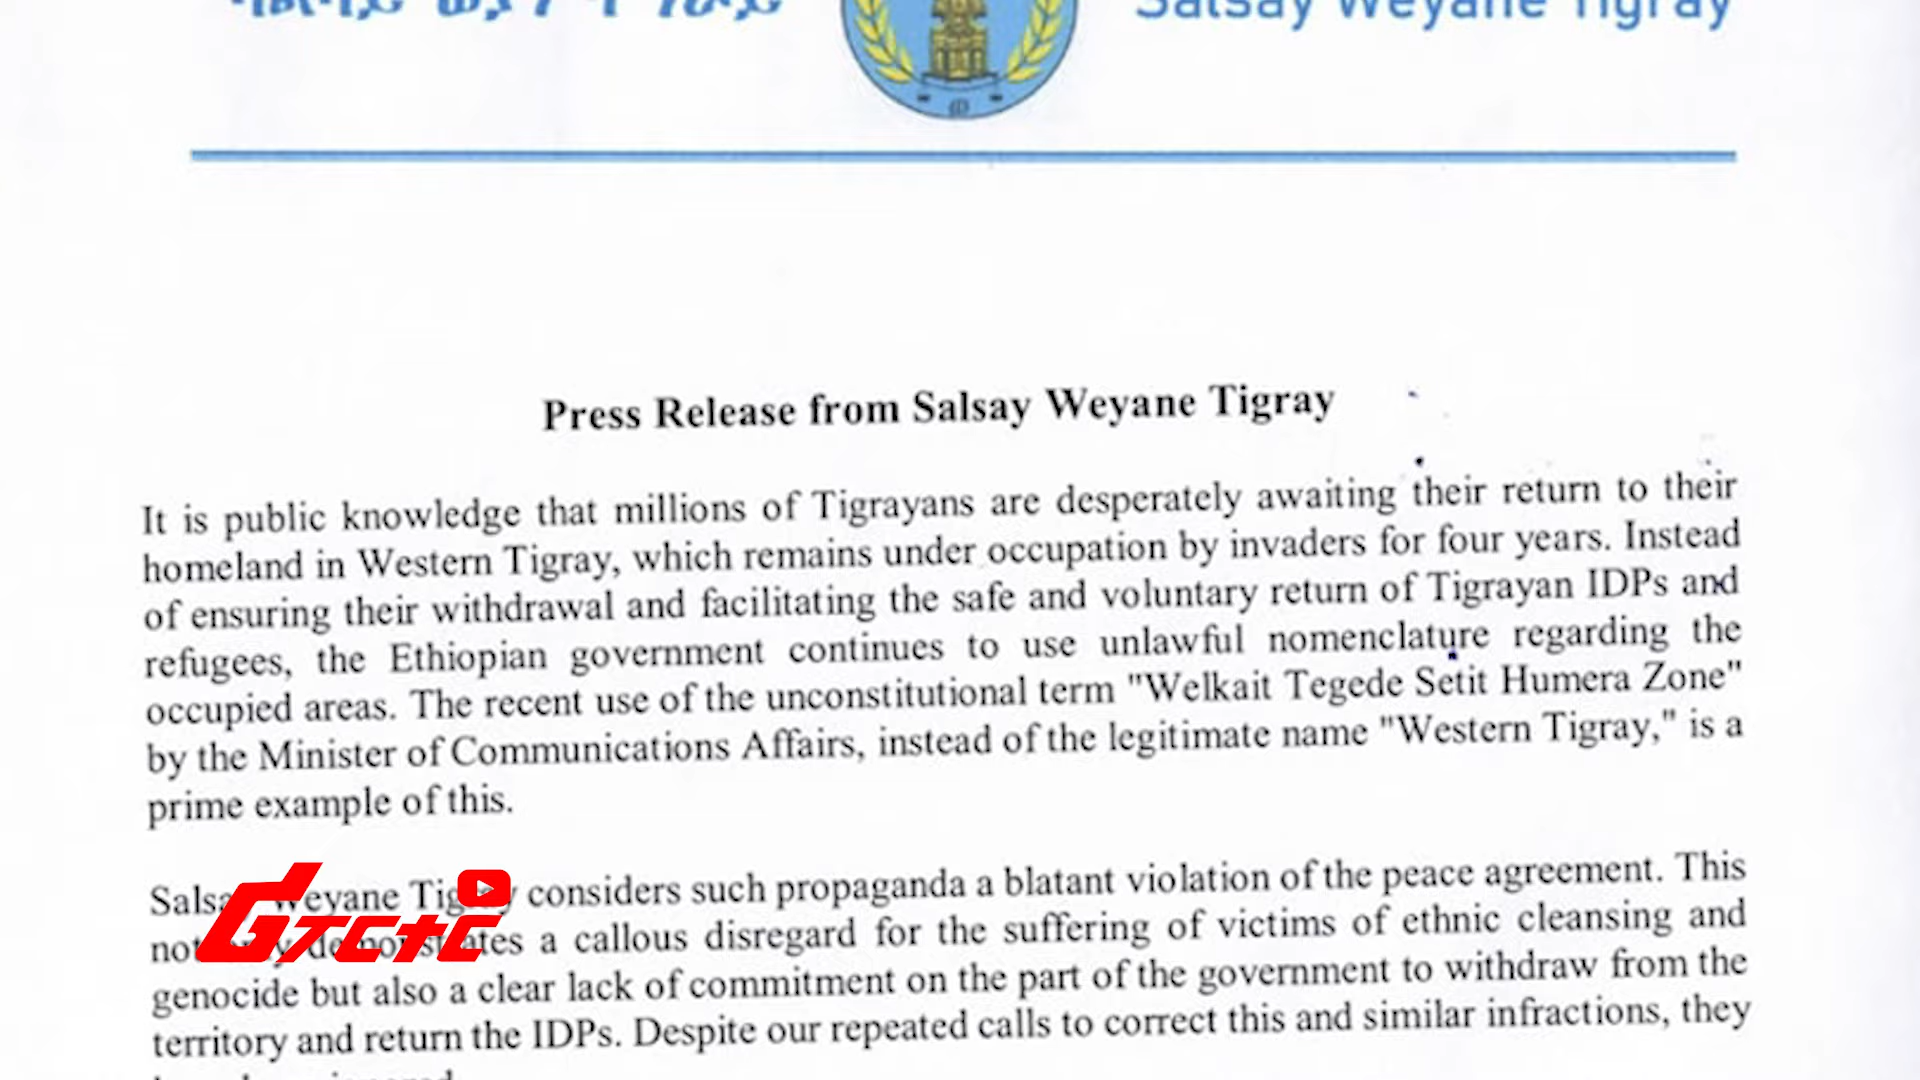 Salsay Weyane Tigray
Press Release from Salsay Weyane Tigray
It is public knowledge that millions of Tigrayans are desperately awaiting their return to their
homeland in Western Tigray, which remains under occupation by invaders for four years. Instead
of ensuring their withdrawal and facilitating the safe and voluntary return of Tigrayan IDPs and
refugees, the Ethiopian government continues to use unlawful nomenclature regarding the
occupied areas. The recent use of the unconstitutional term "Welkait Tegede Setit Humera Zone"
by the Minister of Communications Affairs, instead of the legitimate name "Western Tigray," is a
prime example of this.
Salsay Weyane Tigray considers such propaganda a blatant violation of the peace agreement. This
not only demonstrates a callous disregard for the suffering of victims of ethnic cleansing and
genocide but also a clear lack of commitment on the part of the government to withdraw from the
territory and return the IDPs. Despite our repeated calls to correct this and similar infractions, they